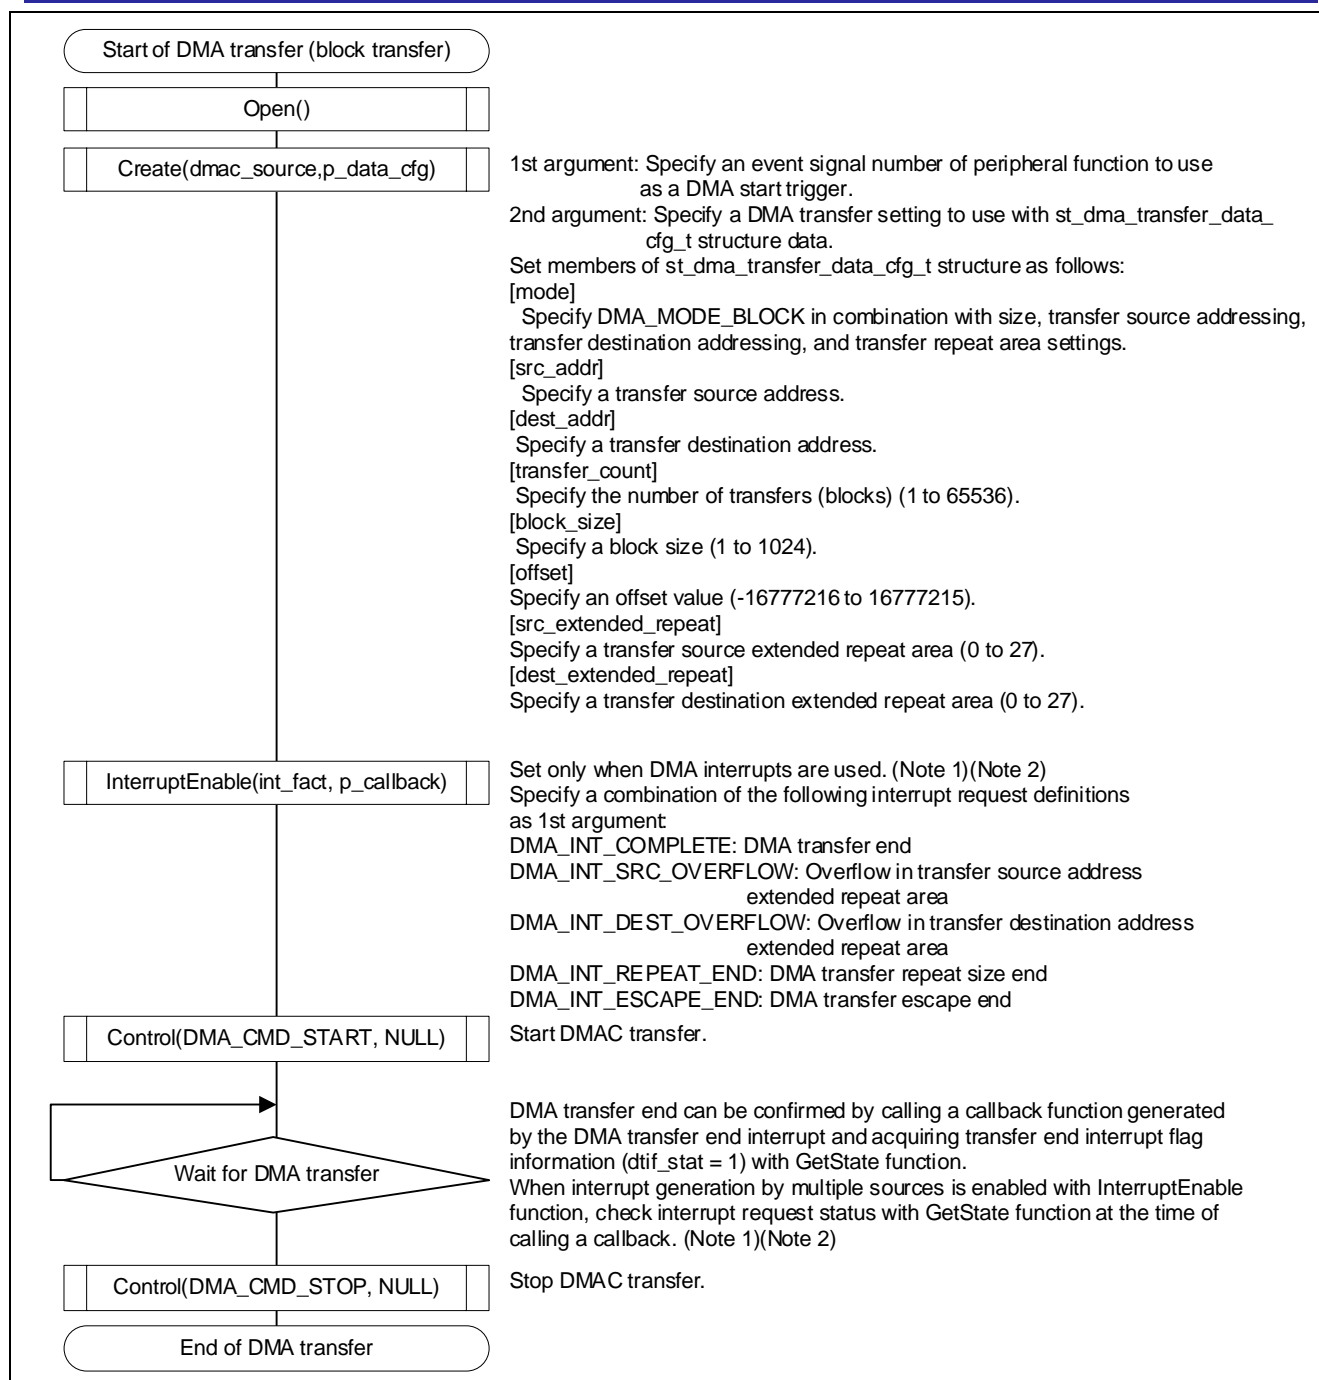 Start of DMA transfer (block transfer)
Open()
Create(dmac_source,p_data_cfg)
1st argument: Specify an event signal number of peripheral function to use
as a DMA start trigger.
2nd argument: Specify a DMA transfer setting to use with st_dma_transfer_data_
cfg_t structure data.
Set members of st_dma_transfer_data_cfg_t structure as follows:
[mode]
Specify DMA_MODE_BLOCK in combination with size, transfer source addressing,
transfer destination addressing, and transfer repeat area settings.
[src_addr]
Specify a transfer source address.
[dest_addr]
Specify a transfer destination address.
[transfer_count]
Specify the number of transfers (blocks) (1 to 65536).
[block_size]
Specify a block size (1 to 1024).
[offset]
Specify an offset value (-16777216 to 16777215).
[src_extended_repeat]
Specify a transfer source extended repeat area (0 to 27).
[dest_extended_repeat]
Specify a transfer destination extended repeat area (0 to 27).
InterruptEnable(int_fact, p_callback)
Set only when DMA interrupts are used. (Note 1)(Note 2)
Specify a combination of the following interrupt request definitions
as 1st argument:
DMA_INT_COMPLETE: DMA transfer end
DMA_INT_SRC_OVERFLOW: Overflow in transfer source address
extended repeat area
DMA_INT_DEST_OVERFLOW: Overflow in transfer destination address
extended repeat area
DMA_INT_REPEAT_END: DMA transfer repeat size end
DMA_INT_ESCAPE_END: DMA transfer escape end
Control(DMA_CMD_START, NULL)
Start DMAC transfer.
Wait for DMA transfer
DMA transfer end can be confirmed by calling a callback function generated
by the DMA transfer end interrupt and acquiring transfer end interrupt flag
information (dtif_stat = 1) with GetState function.
When interrupt generation by multiple sources is enabled with InterruptEnable
function, check interrupt request status with GetState function at the time of
calling a callback. (Note 1)(Note 2)
Control(DMA_CMD_STOP, NULL)
Stop DMAC transfer.
End of DMA transfer